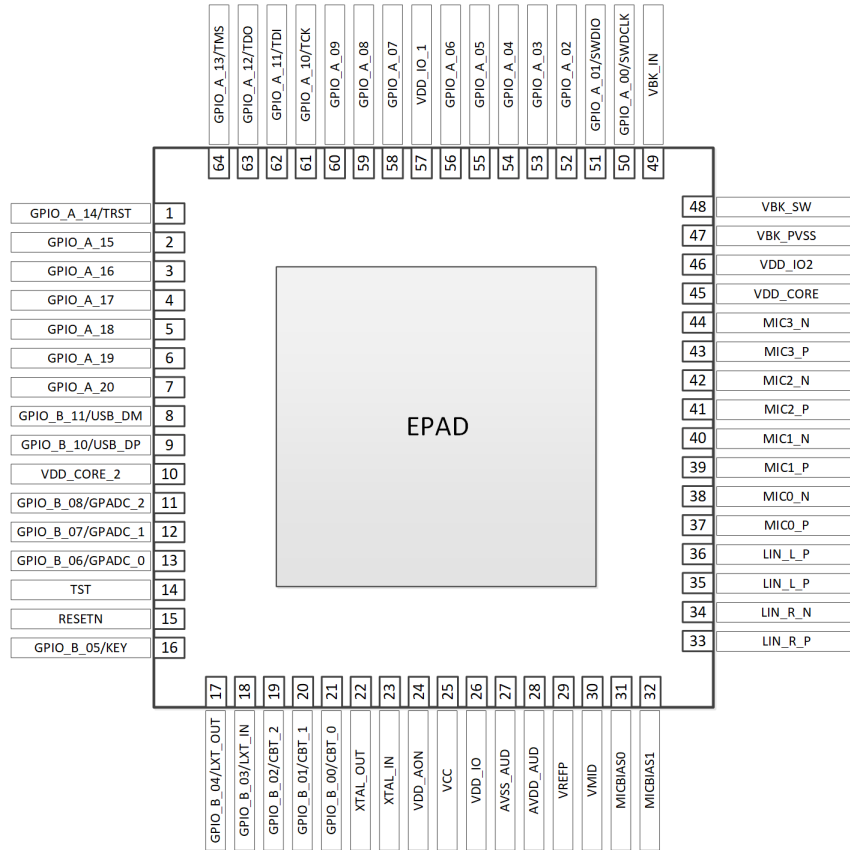 GPIO_A_13/TMS
GPIO_A_12/TDO
GPIO_A_11/TDI
GPIO_A_10/TCK
GPIO_A_09
GPIO_A_08
GPIO_A_07
VDD_IO_1
GPIO_A_06
GPIO_A_05
GPIO_A_04
GPIO_A_03
GPIO_A_02
GPIO_A_01/SWDIO
GPIO_A_00/SWDCLK
VBK_IN
64
63
62
61
60
59
58
57
56
55
54
53
52
51
50
49
GPIO_A_14/TRST 1
GPIO_A_15 2
GPIO_A_16 3
GPIO_A_17 4
GPIO_A_18 5
GPIO_A_19 6
GPIO_A_20 7
GPIO_B_11/USB_DM 8
GPIO_B_10/USB_DP 9
VDD_CORE_2 10
GPIO_B_08/GPADC_2 11
GPIO_B_07/GPADC_1 12
GPIO_B_06/GPADC_0 13
TST 14
RESETN 15
GPIO_B_05/KEY 16
EPAD
48 VBK_SW
47 VBK_PVSS
46 VDD_IO2
45 VDD_CORE
44 MIC3_N
43 MIC3_P
42 MIC2_N
41 MIC2_P
40 MIC1_N
39 MIC1_P
38 MIC0_N
37 MIC0_P
36 LIN_L_P
35 LIN_L_P
34 LIN_R_N
33 LIN_R_P
17
18
19
20
21
22
23
24
25
26
27
28
29
30
31
32
GPIO_B_04/LXT_OUT
GPIO_B_03/LXT_IN
GPIO_B_02/CBT_2
GPIO_B_01/CBT_1
GPIO_B_00/CBT_0
XTAL_OUT
XTAL_IN
VDD_AON
VCC
VDD_IO
AVSS_AUD
AVDD_AUD
VREFP
VMID
MICBIAS0
MICBIAS1